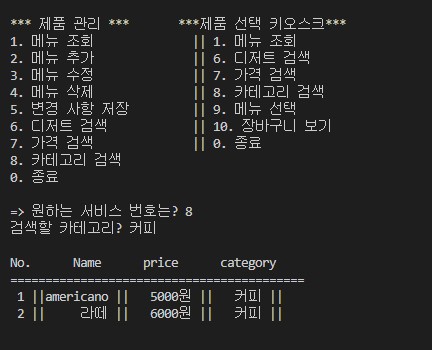 *** 제품 관리 *** ***제품 선택 키오스크***
1. 메뉴 조회 || 1. 메뉴 조회
2. 메뉴 추가 || 6. 디저트 검색
3. 메뉴 수정 || 7. 가격 검색
4. 메뉴 삭제 || 8. 카테고리 검색
5. 변경 사항 저장 || 9. 메뉴 선택
6. 디저트 검색 || 10. 장바구니 보기
7. 가격 검색 || 0. 종료
8. 카테고리 검색
0. 종료
=> 원하는 서비스 번호는? 8
검색할 카테고리? 커피
No. Name price category
==========================================
1 ||americano || 5000원 || 커피 ||
2 || 라떼 || 6000원 || 커피 ||